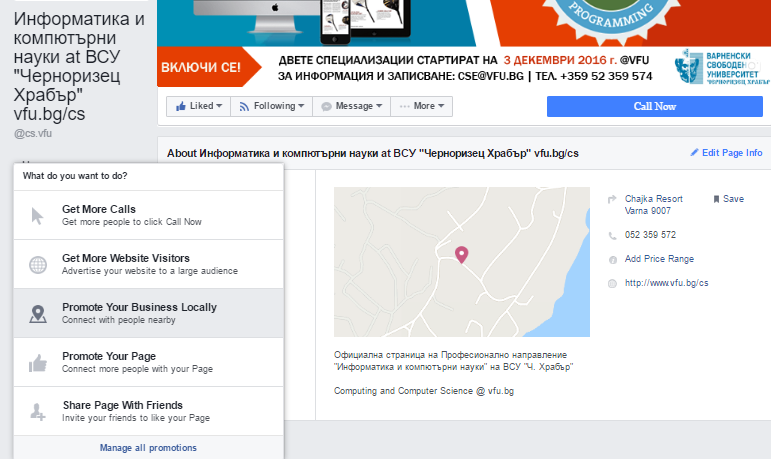 Информатика и
компютърни
науки at ВСУ
"Черноризец
Храбър"
vfu.bg/cs
@cs.vfu
PROGRAMMING
ВКЛЮЧИ СЕ!
ДВЕТЕ СПЕЦИАЛИЗАЦИИ СТАРТИРАТ НА 3 ДЕКЕМВРИ 2016 г. @VFU
ЗА ИНФОРМАЦИЯ И ЗАПИСВАНЕ: CSE@VFU.BG | ТЕЛ. +359 52 359 574
ВАРНЕНСКИ
СВОБОДЕН
УНИВЕРСИТЕТ
"ЧЕРНОРИЗЕЦ ХРАБЪР"
Liked
Following
Message
More
Call Now
About Информатика и компютърни науки at ВСУ "Черноризец Храбър" vfu.bg/cs
Edit Page Info
What do you want to do?
Get More Calls
Get more people to click Call Now
Get More Website Visitors
Advertise your website to a large audience
Promote Your Business Locally
Connect with people nearby
Promote Your Page
Connect more people with your Page
Share Page With Friends
Invite your friends to like your Page
Manage all promotions
Chajka Resort
Varna 9007
Save
052 359 572
Add Price Range
http://www.vfu.bg/cs
Официална страница на Професионално направление
"Информатика и компютърни науки" на ВСУ "Ч. Храбър"
Computing and Computer Science @ vfu.bg